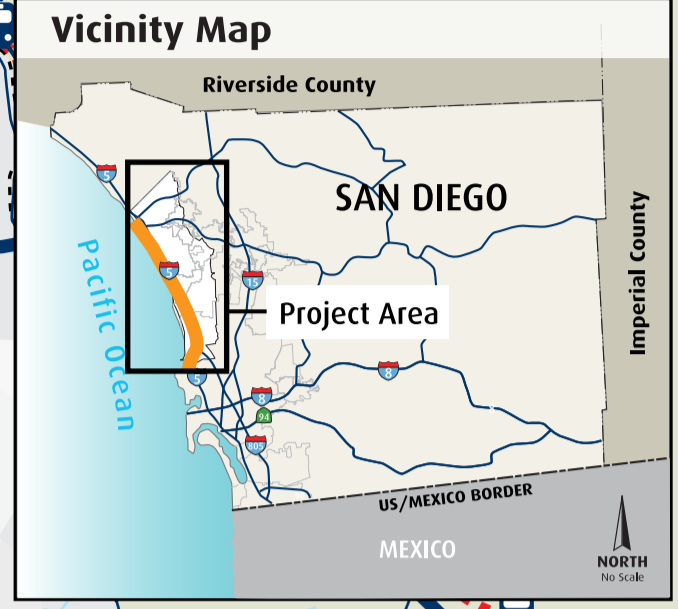 Vicinity Map
Riverside County
5
SAN DIEGO
Imperial County
Pacific Ocean
5
15
Project Area
5
8
8
94
805
US/MEXICO BORDER
MEXICO
NORTH
No Scale